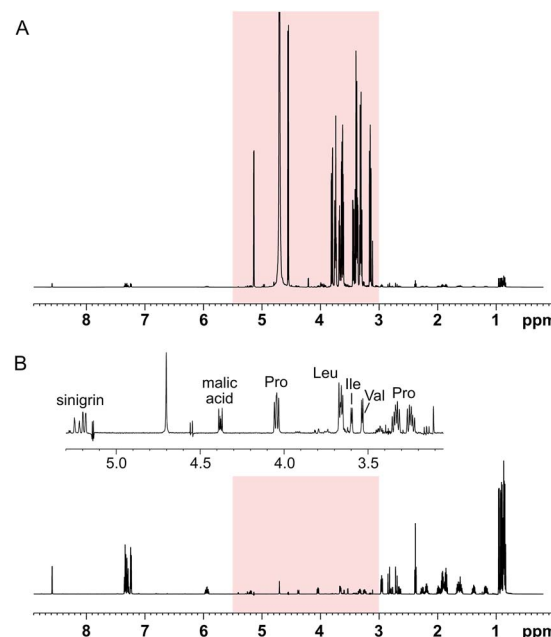 A
8 7 6 5 4 3 2 1 ppm
B
sinigrin malic acid Pro Leu Ile Val Pro
5.0 4.5 4.0 3.5
8 7 6 5 4 3 2 1 ppm